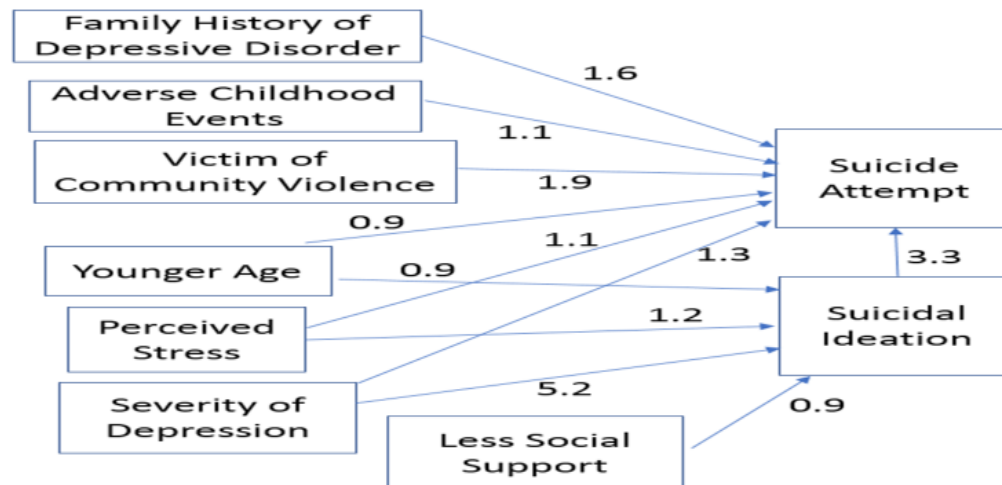 Family History of
Depressive Disorder
1.6
Adverse Childhood
Events
1.1
Victim of
Community Violence
1.9
Suicide
Attempt
0.9
Younger Age
1.1
0.9
1.3
3.3
Perceived
Stress
1.2
Suicidal
Ideation
Severity of
Depression
5.2
0.9
Less Social
Support